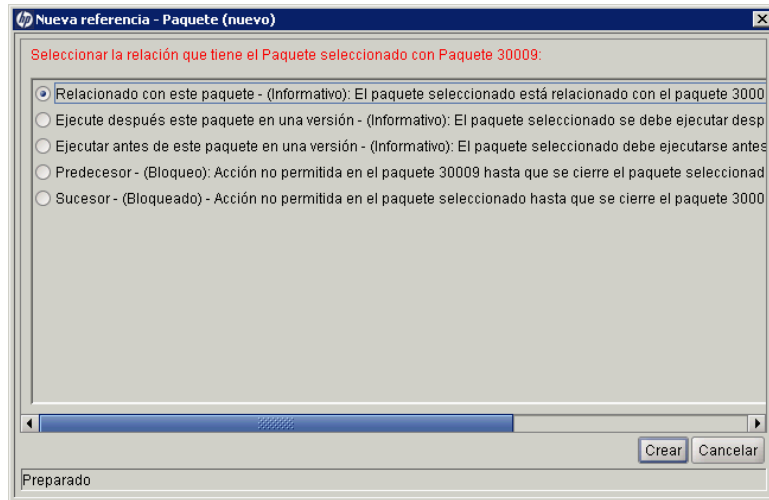 hp Nueva referencia - Paquete (nuevo)
Seleccionar la relación que tiene el Paquete seleccionado con Paquete 30009:
Relacionado con este paquete - (Informativo): El paquete seleccionado está relacionado con el paquete 3000
Ejecute después este paquete en una versión - (Informativo): El paquete seleccionado se debe ejecutar desp
Ejecutar antes de este paquete en una versión - (Informativo): El paquete seleccionado debe ejecutarse antes
Predecesor - (Bloqueo): Acción no permitida en el paquete 30009 hasta que se cierre el paquete seleccionad
Sucesor - (Bloqueado) - Acción no permitida en el paquete seleccionado hasta que se cierre el paquete 3000
Crear Cancelar
Preparado